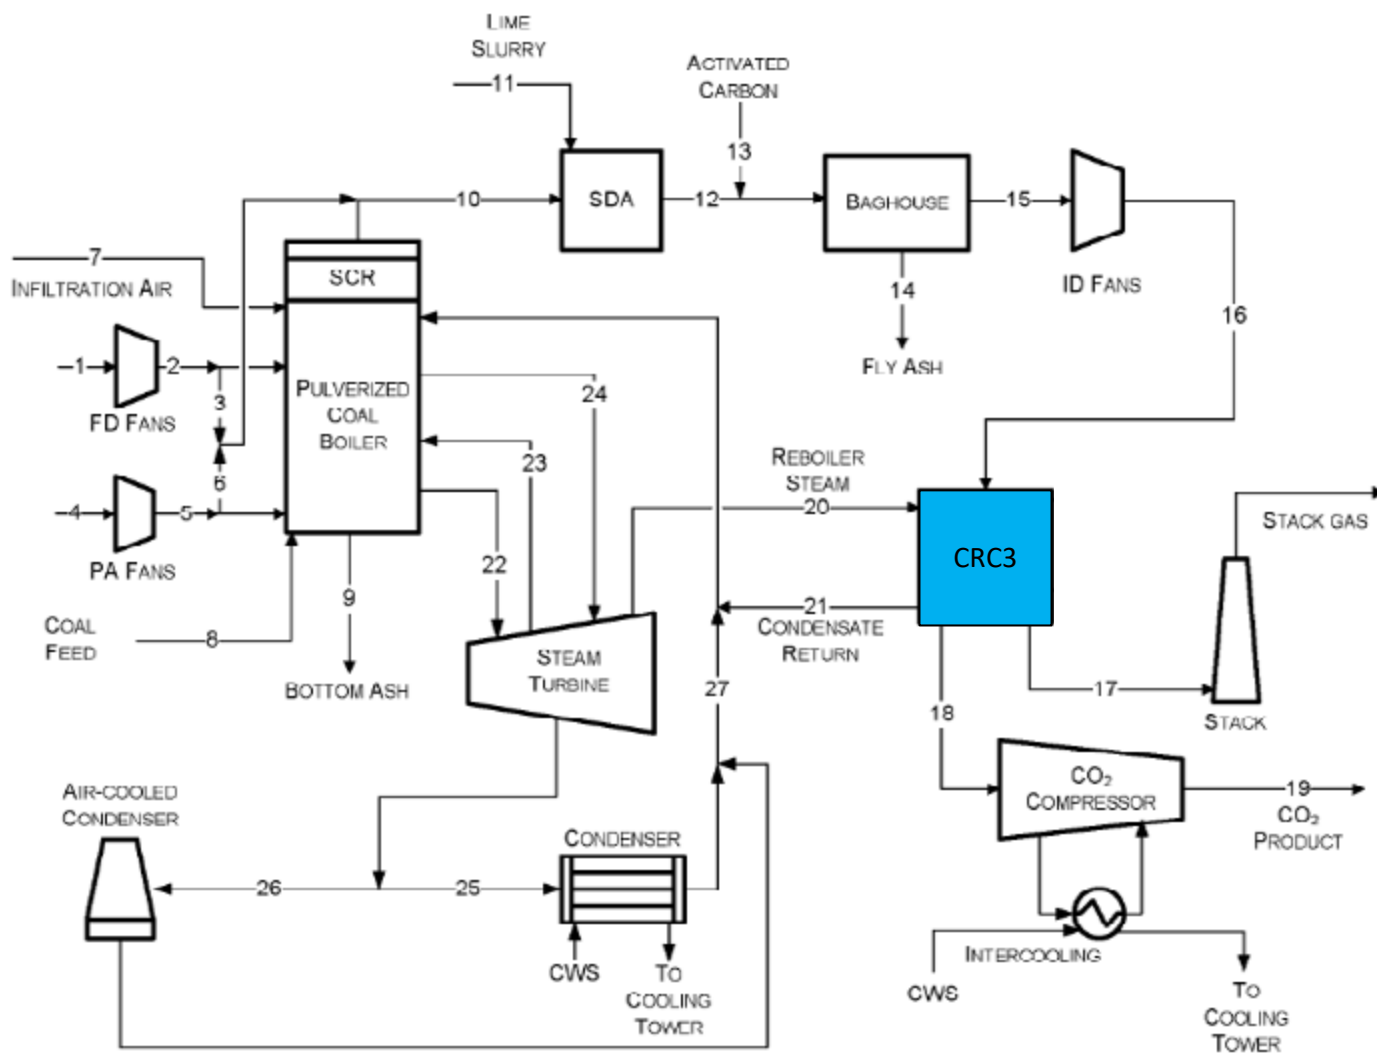 LIME
SLURRY
11
ACTIVATED
CARBON
13
10
SDA
12
BAGHOUSE
15
ID FANS
7
INFILTRATION AIR
SCR
14
16
FLY ASH
1
2
FD FANS
3
PULVERIZED
COAL
BOILER
24
23
6
4
5
PA FANS
REBOILER
STEAM
20
STACK GAS
CRC3
22
9
COAL
FEED
8
21
CONDENSATE
RETURN
BOTTOM ASH
STEAM
TURBINE
27
18
17
STACK
CO₂
COMPRESSOR
19
CO₂
PRODUCT
AIR-COOLED
CONDENSER
CONDENSER
26
25
CWS
TO
COOLING
TOWER
INTERCOOLING
CWS
TO
COOLING
TOWER